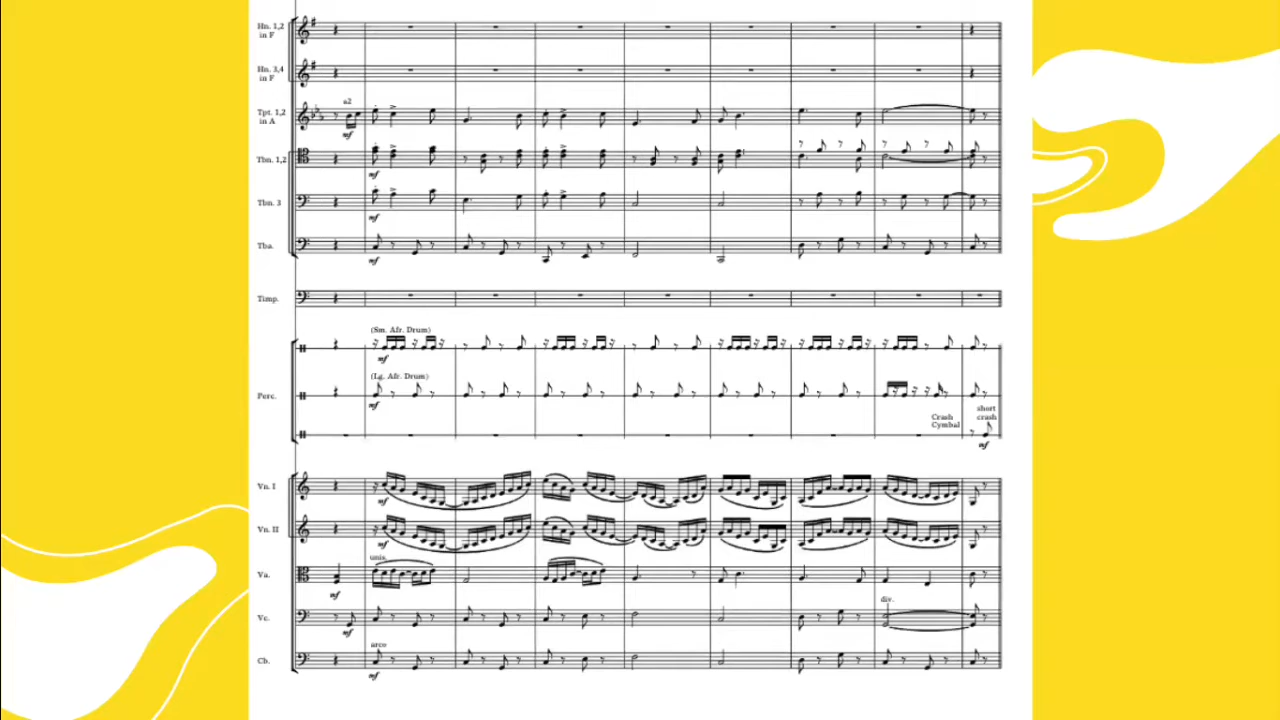 Hn. 1,2
in F
Hn. 3,4
in F
a2
Tpt. 1,2
in A
mf
Tbn. 1,2
mf
Tbn. 3
mf
Tba.
mf
Timp.
(Sm. Afr. Drum)
mf
(Lg. Afr. Drum)
Perc.
mf
short
Crash crash
Cymbal
mf
Vn. I
mf
Vn. II
mf
unis.
Va.
mf
div.
Vc.
mf
arco
Cb.
mf